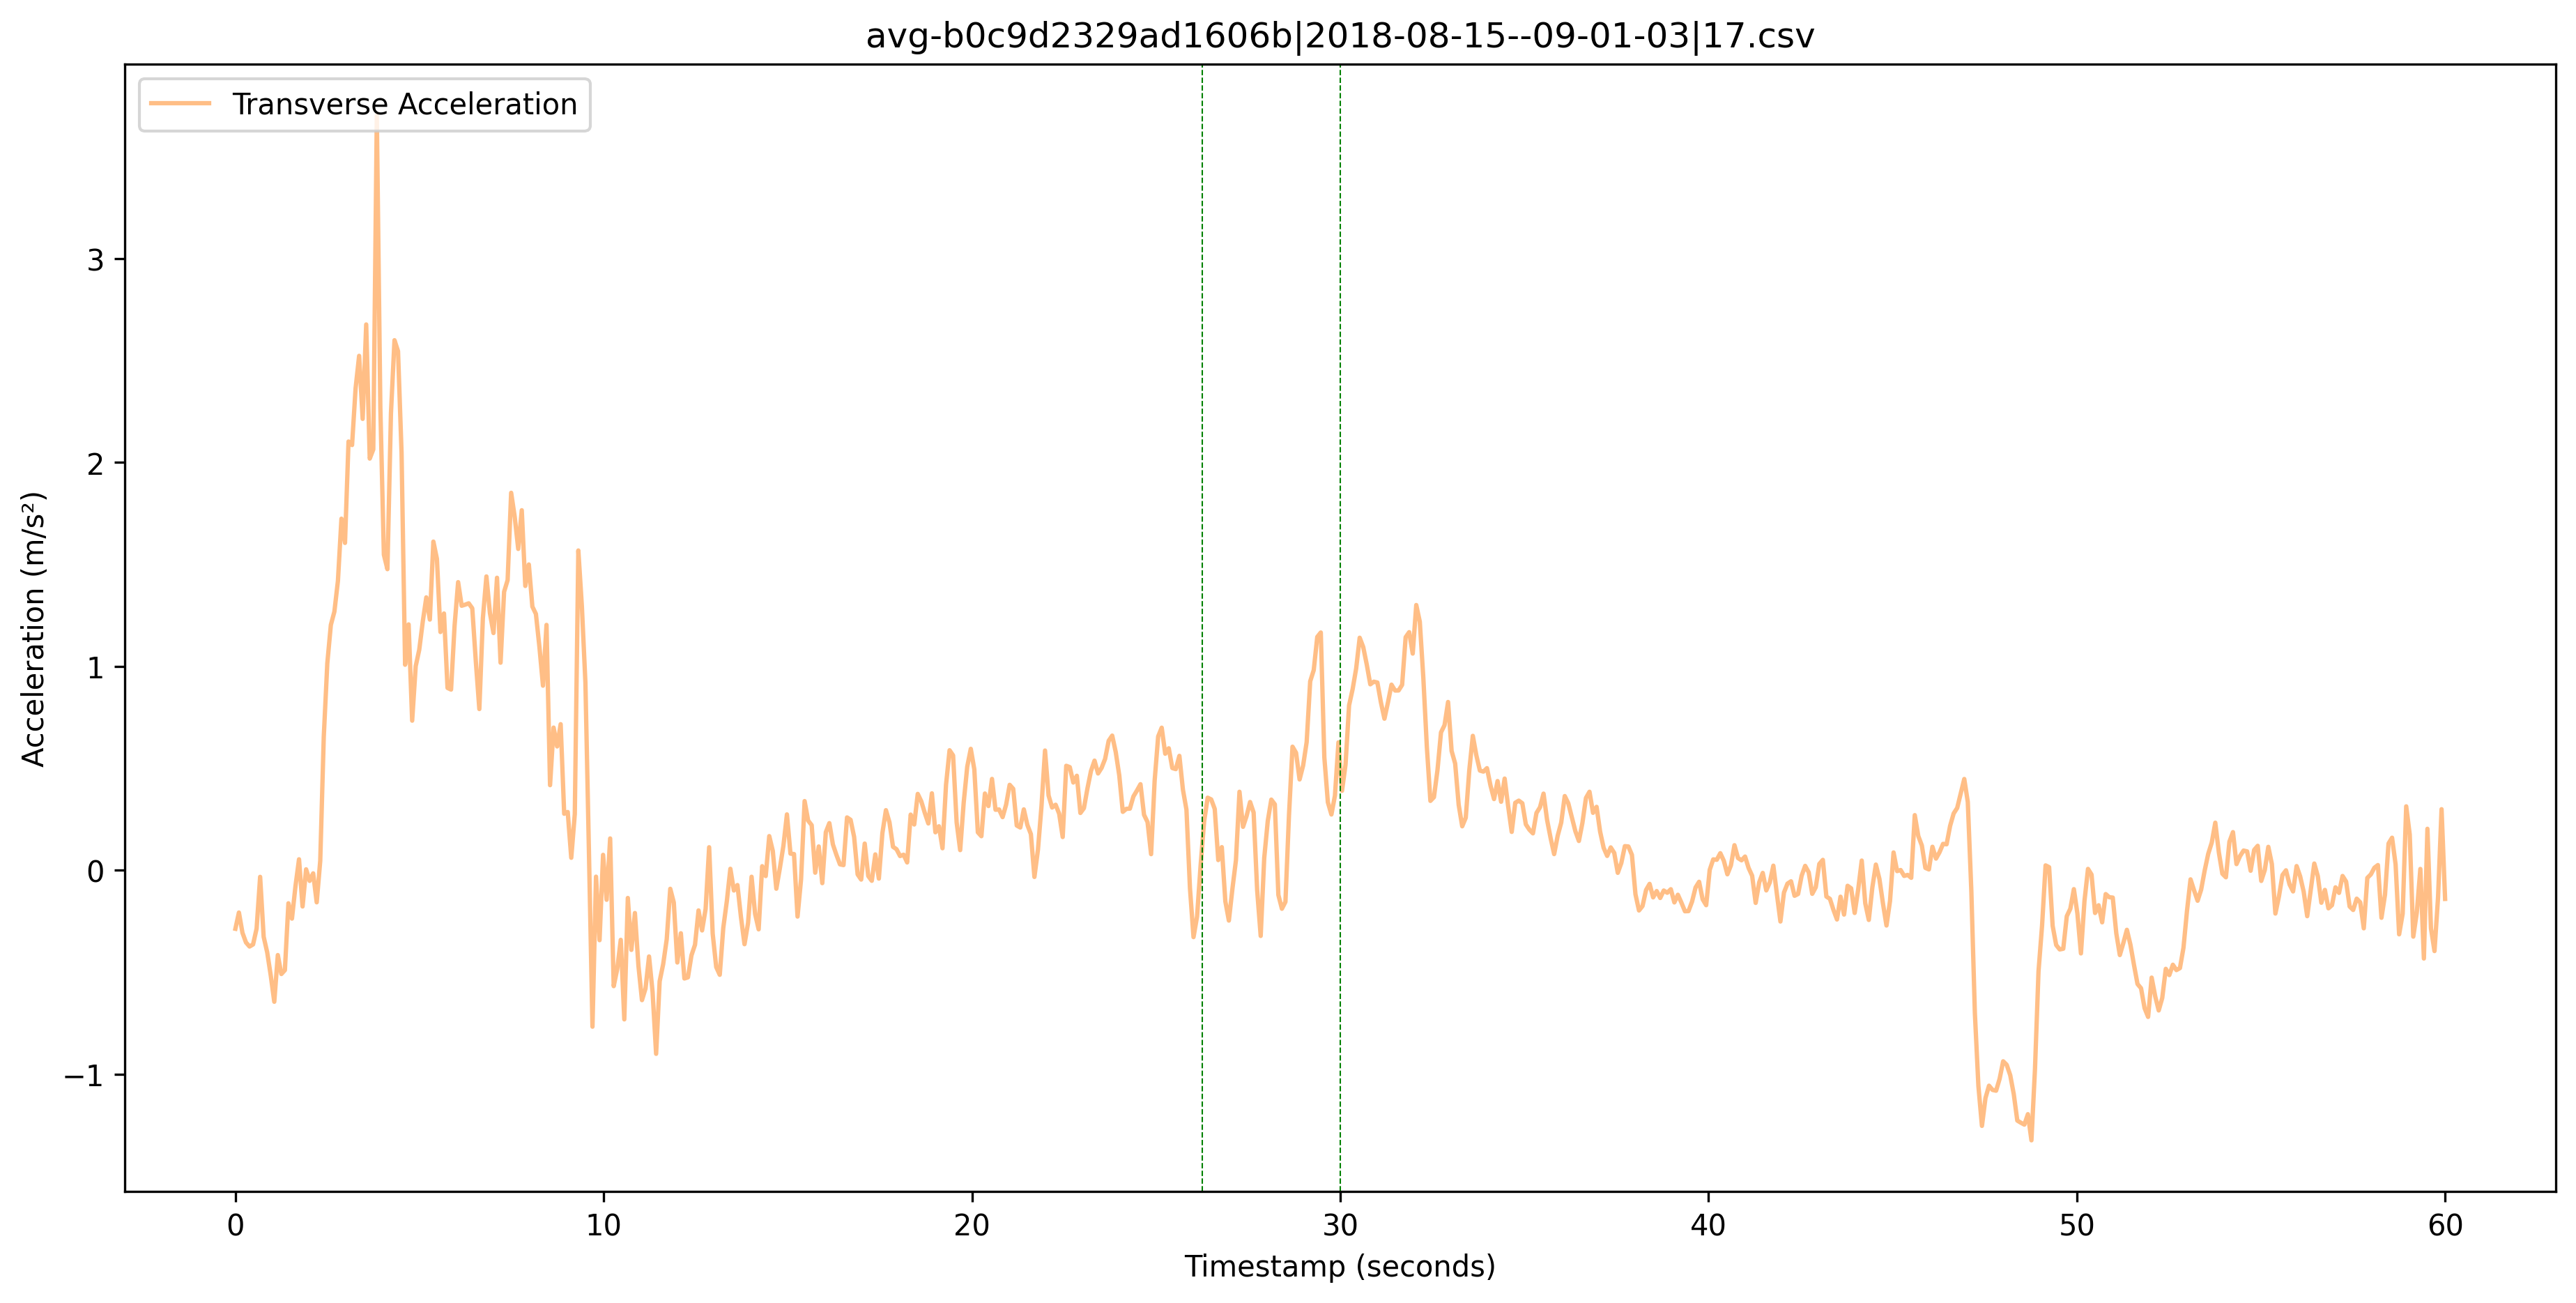 avg-b0c9d2329ad1606b|2018-08-15--09-01-03|17.csv
Transverse Acceleration
Acceleration (m/s²)
3
2
1
0
−1
0 10 20 30 40 50 60
Timestamp (seconds)